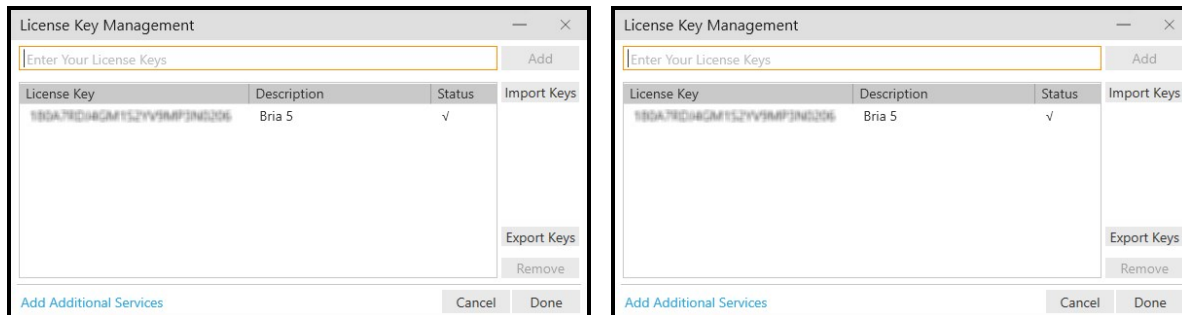 License Key Management
Enter Your License Keys
Add
License Key Description Status Import Keys
Bria 5 √
Export Keys
Remove
Add Additional Services Cancel Done
License Key Management
Enter Your License Keys
Add
License Key Description Status Import Keys
Bria 5 √
Export Keys
Remove
Add Additional Services Cancel Done